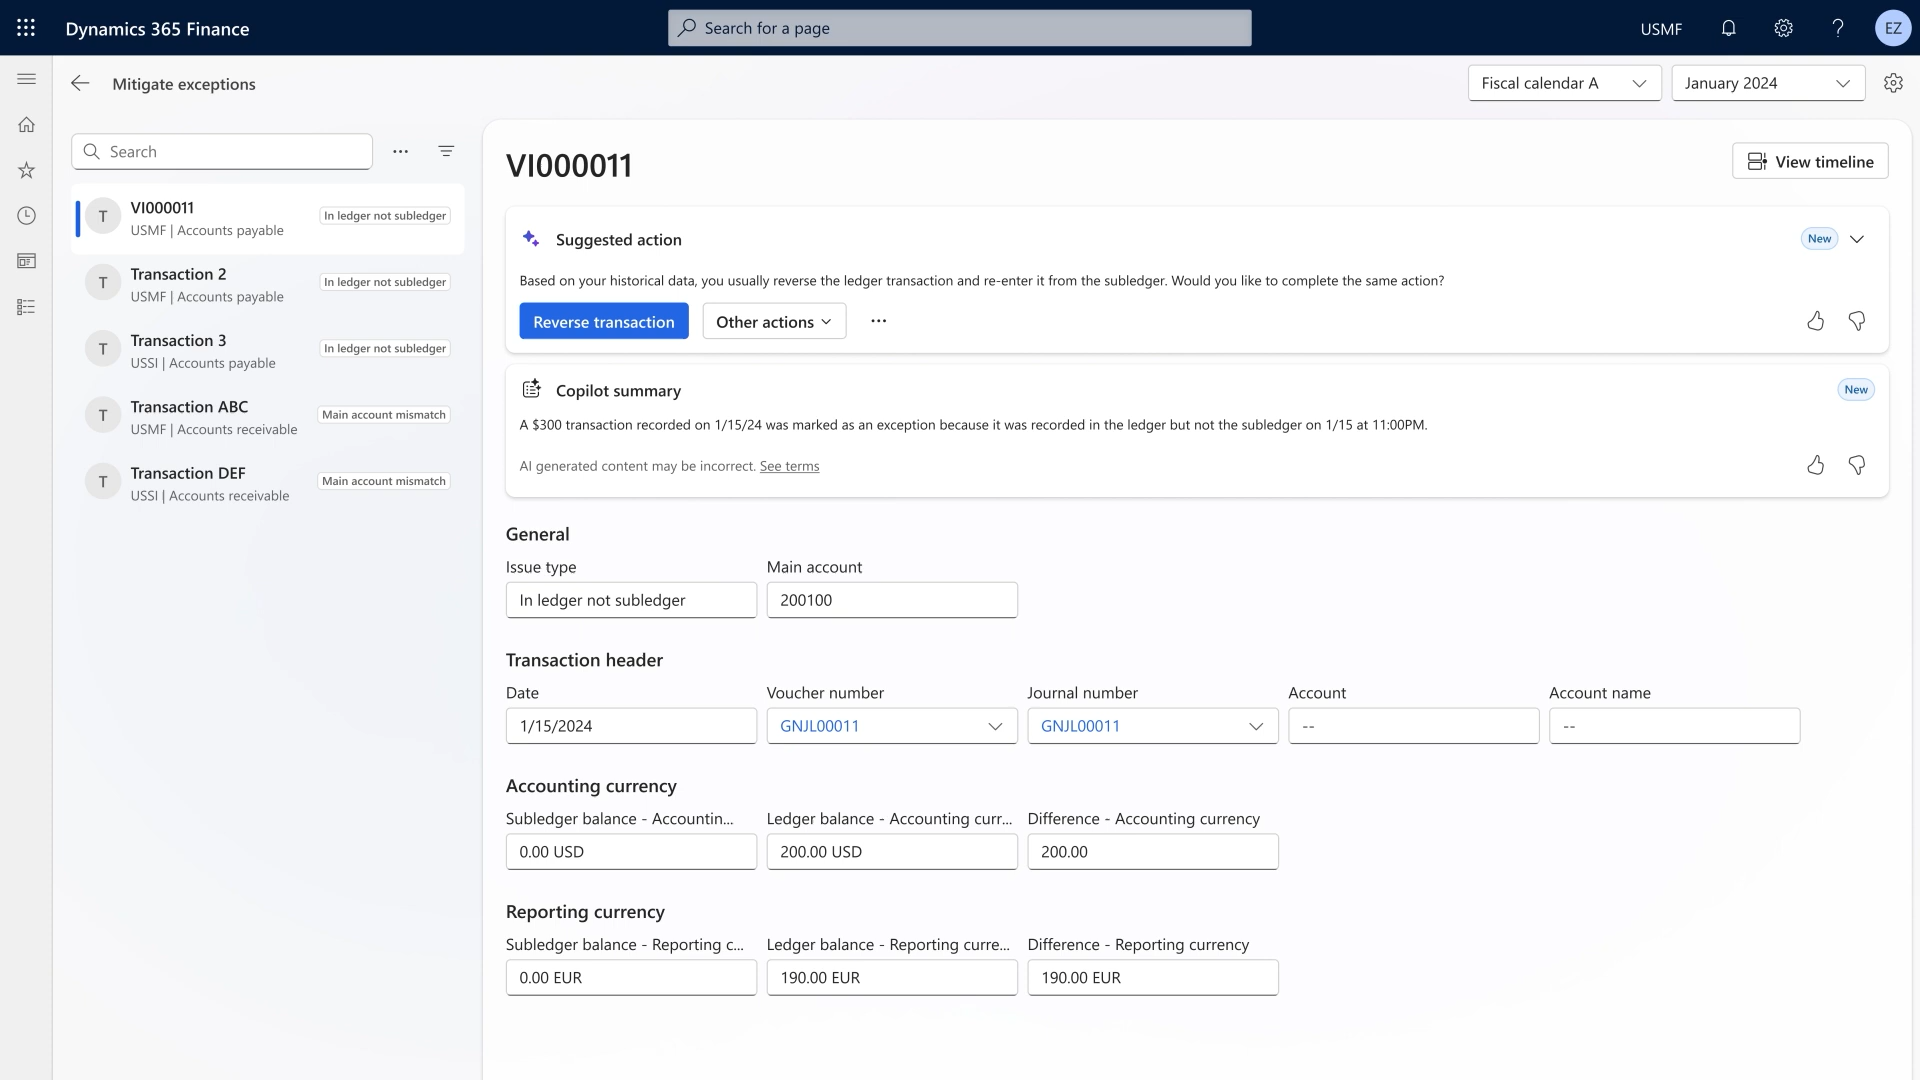 Dynamics 365 Finance
Search for a page
USMF
EZ
Mitigate exceptions
Fiscal calendar A
January 2024
Search
T
VI000011
In ledger not subledger
USMF | Accounts payable
T
Transaction 2
In ledger not subledger
USMF | Accounts payable
T
Transaction 3
In ledger not subledger
USSI | Accounts payable
T
Transaction ABC
Main account mismatch
USMF | Accounts receivable
T
Transaction DEF
Main account mismatch
USSI | Accounts receivable
VI000011
View timeline
Suggested action
New
Based on your historical data, you usually reverse the ledger transaction and re-enter it from the subledger. Would you like to complete the same action?
Reverse transaction
Other actions
Copilot summary
New
A $300 transaction recorded on 1/15/24 was marked as an exception because it was recorded in the ledger but not the subledger on 1/15 at 11:00PM.
AI generated content may be incorrect. See terms
General
Issue type
Main account
In ledger not subledger
200100
Transaction header
Date
Voucher number
Journal number
Account
Account name
1/15/2024
GNJL00011
GNJL00011
--
--
Accounting currency
Subledger balance - Accountin...
Ledger balance - Accounting curr...
Difference - Accounting currency
0.00 USD
200.00 USD
200.00
Reporting currency
Subledger balance - Reporting c...
Ledger balance - Reporting curre...
Difference - Reporting currency
0.00 EUR
190.00 EUR
190.00 EUR